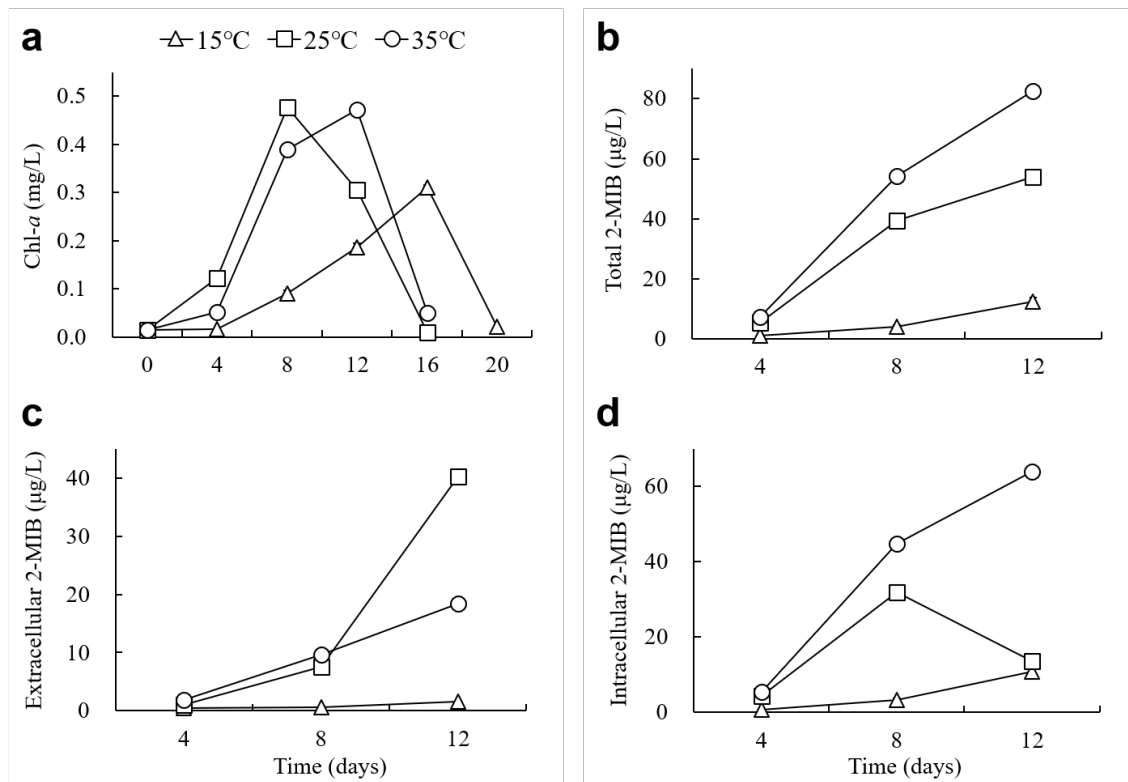 a
15°C 25°C 35°C
Chl-a (mg/L)
0.5
0.4
0.3
0.2
0.1
0.0
0 4 8 12 16 20
b
Total 2-MIB (μg/L)
80
60
40
20
0
4 8 12
c
Extracellular 2-MIB (μg/L)
40
30
20
10
0
4 8 12
Time (days)
d
Intracellular 2-MIB (μg/L)
60
40
20
0
4 8 12
Time (days)